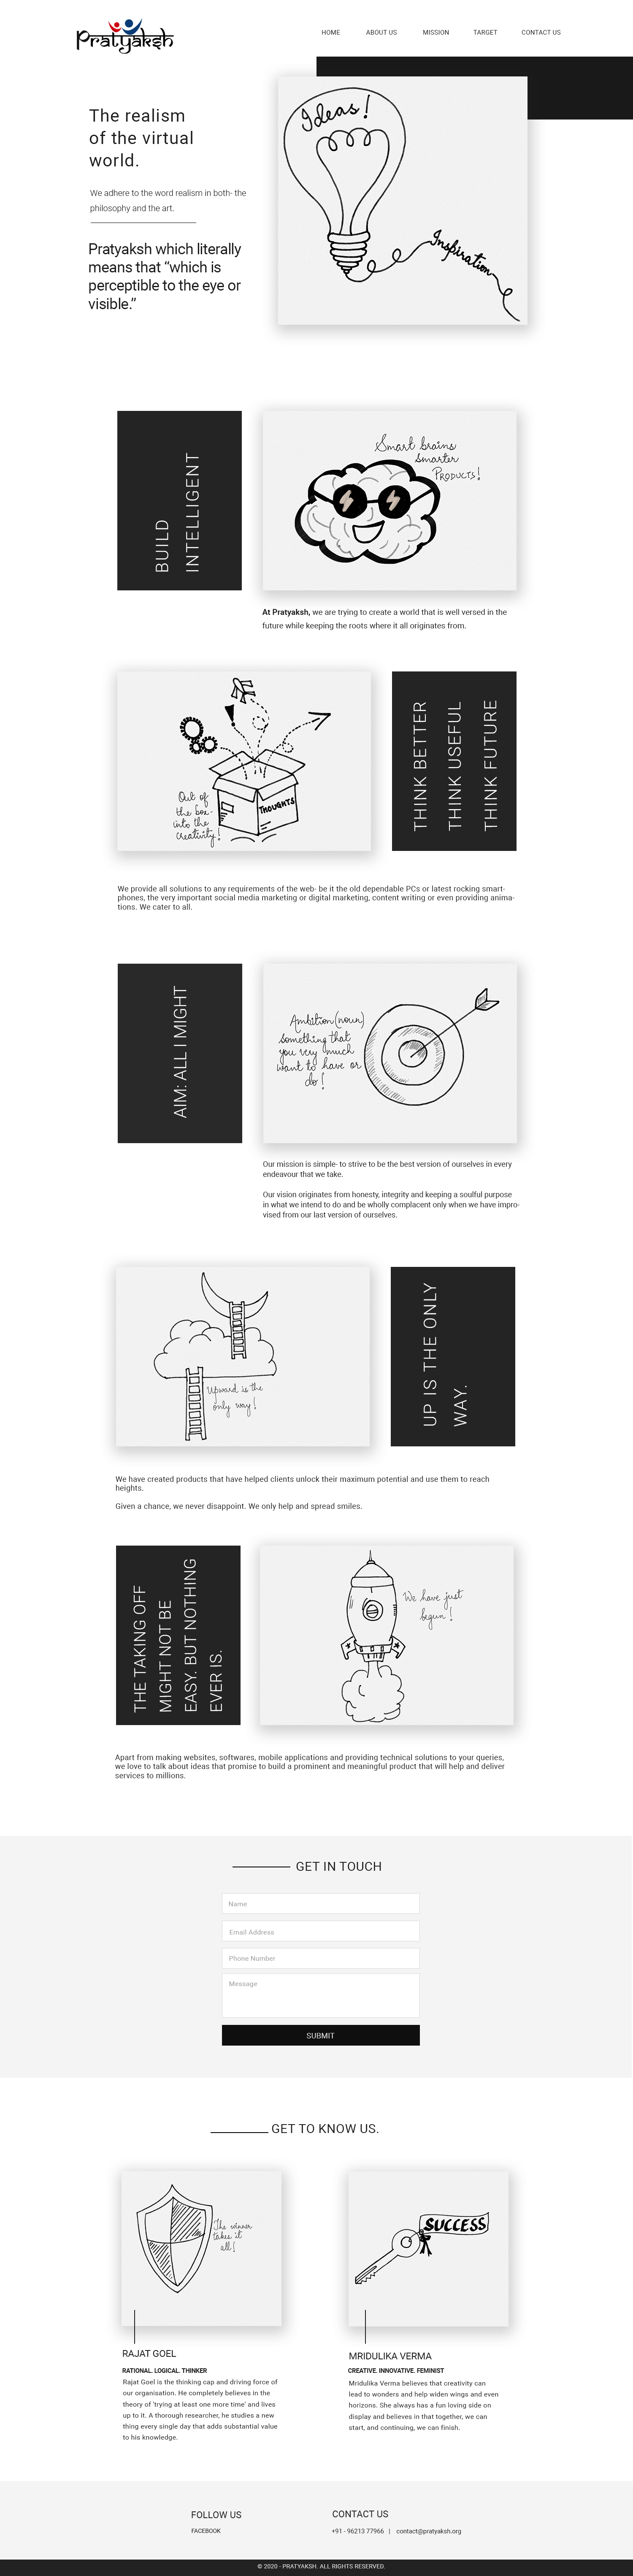 Pratyaksh
HOME ABOUT US MISSION TARGET CONTACT US
The realism
of the virtual
world.
We adhere to the word realism in both- the
philosophy and the art.
Pratyaksh which literally
means that “which is
perceptible to the eye or
visible.”
Ideas!
Inspiration
BUILD
INTELLIGENT
Smart brains
smarter
PRODUCTS!
At Pratyaksh, we are trying to create a world that is well versed in the
future while keeping the roots where it all originates from.
Out of
the box-
into the
creativity!
THOUGHTS
THINK BETTER
THINK USEFUL
THINK FUTURE
We provide all solutions to any requirements of the web- be it the old dependable PCs or latest rocking smart-
phones, the very important social media marketing or digital marketing, content writing or even providing anima-
tions. We cater to all.
AIM: ALL I MIGHT
Ambition(noun)
something that
you very much
want to have or
do!
Our mission is simple- to strive to be the best version of ourselves in every
endeavour that we take.
Our vision originates from honesty, integrity and keeping a soulful purpose
in what we intend to do and be wholly complacent only when we have impro-
vised from our last version of ourselves.
Upward is the
only way!
UP IS THE ONLY
WAY.
We have created products that have helped clients unlock their maximum potential and use them to reach
heights.
Given a chance, we never disappoint. We only help and spread smiles.
THE TAKING OFF
MIGHT NOT BE
EASY. BUT NOTHING
EVER IS.
We have just
begun!
Apart from making websites, softwares, mobile applications and providing technical solutions to your queries,
we love to talk about ideas that promise to build a prominent and meaningful product that will help and deliver
services to millions.
GET IN TOUCH
Name
Email Address
Phone Number
Message
SUBMIT
GET TO KNOW US.
The winner
takes it
all!
SUCCESS
RAJAT GOEL
RATIONAL. LOGICAL. THINKER
Rajat Goel is the thinking cap and driving force of
our organisation. He completely believes in the
theory of 'trying at least one more time' and lives
up to it. A thorough researcher, he studies a new
thing every single day that adds substantial value
to his knowledge.
MRIDULIKA VERMA
CREATIVE. INNOVATIVE. FEMINIST
Mridulika Verma believes that creativity can
lead to wonders and help widen wings and even
horizons. She always has a fun loving side on
display and believes in that together, we can
start, and continuing, we can finish.
FOLLOW US
FACEBOOK
CONTACT US
+91 - 96213 77966 | contact@pratyaksh.org
© 2020 - PRATYAKSH. ALL RIGHTS RESERVED.